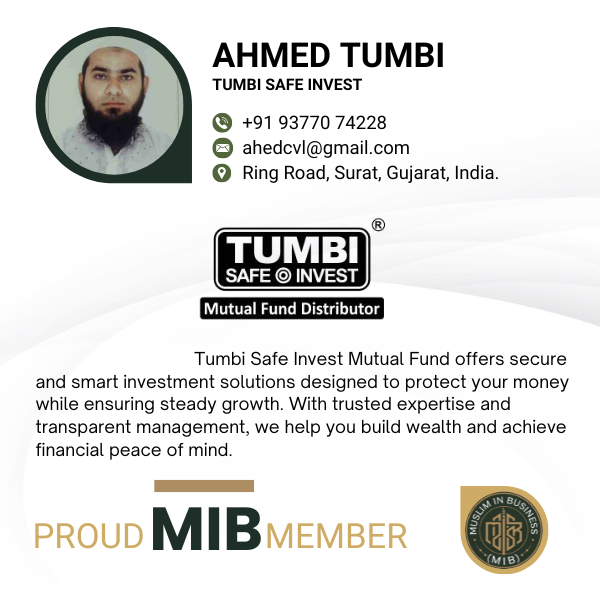 AHMED TUMBI
TUMBI SAFE INVEST
+91 93770 74228
ahedcvl@gmail.com
Ring Road, Surat, Gujarat, India.
®
TUMBI
SAFE INVEST
Mutual Fund Distributor
Tumbi Safe Invest Mutual Fund offers secure
and smart investment solutions designed to protect your money
while ensuring steady growth. With trusted expertise and
transparent management, we help you build wealth and achieve
financial peace of mind.
PROUD MIB MEMBER
MUSLIM IN BUSINESS
(MIB)